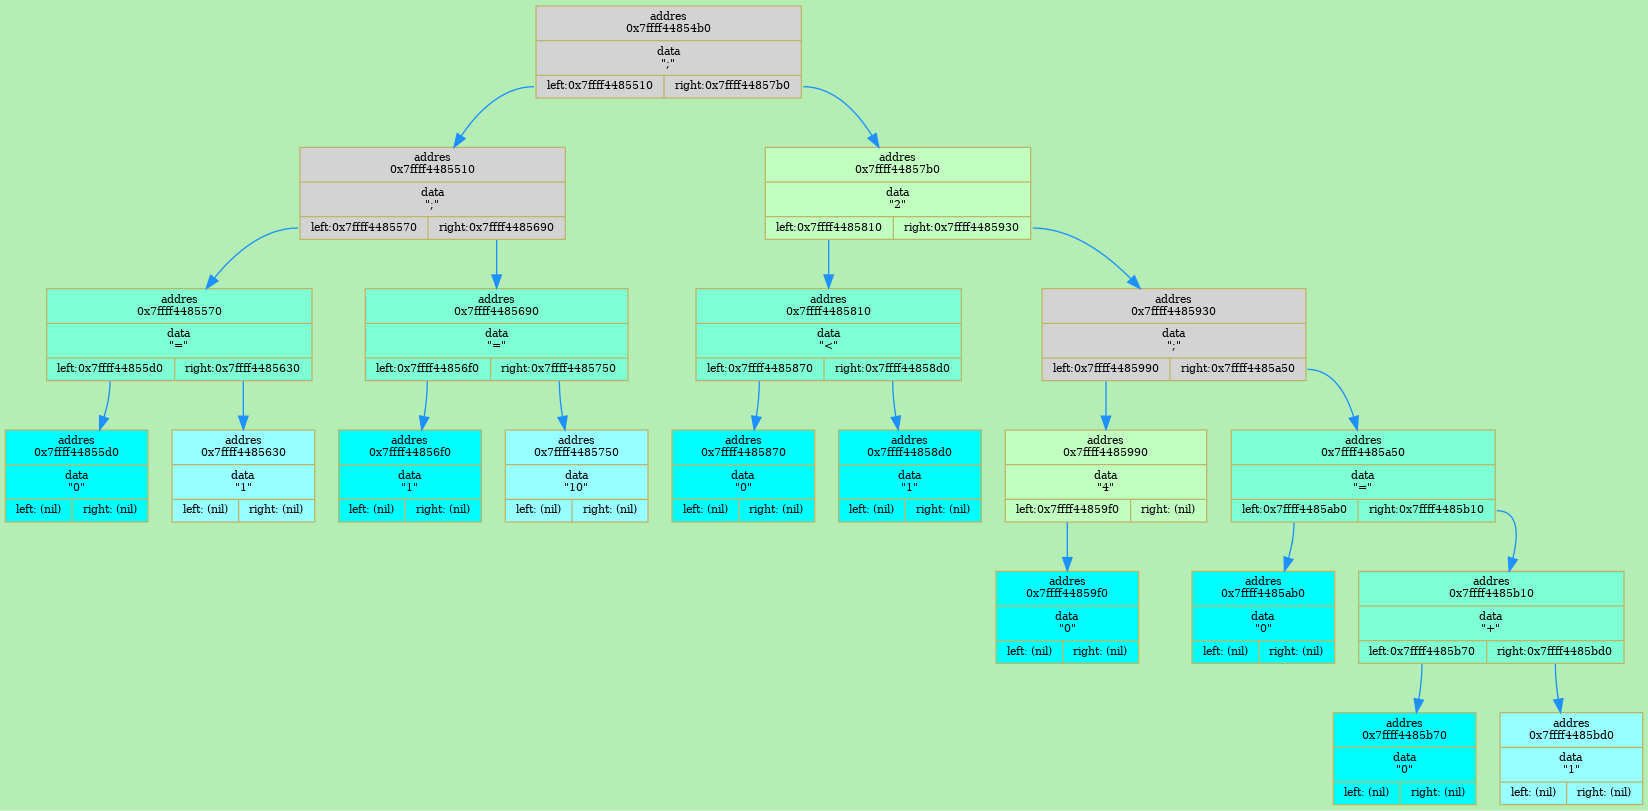 addres
0x7ffff44854b0
data
";"
left:0x7ffff4485510 right:0x7ffff44857b0
addres
0x7ffff4485510
data
";"
left:0x7ffff4485570 right:0x7ffff4485690
addres
0x7ffff44857b0
data
"2"
left:0x7ffff4485810 right:0x7ffff4485930
addres
0x7ffff4485570
data
"="
left:0x7ffff44855d0 right:0x7ffff4485630
addres
0x7ffff4485690
data
"="
left:0x7ffff44856f0 right:0x7ffff4485750
addres
0x7ffff4485810
data
"<"
left:0x7ffff4485870 right:0x7ffff44858d0
addres
0x7ffff4485930
data
";"
left:0x7ffff4485990 right:0x7ffff4485a50
addres
0x7ffff44855d0
data
"0"
left: (nil) right: (nil)
addres
0x7ffff4485630
data
"1"
left: (nil) right: (nil)
addres
0x7ffff44856f0
data
"1"
left: (nil) right: (nil)
addres
0x7ffff4485750
data
"10"
left: (nil) right: (nil)
addres
0x7ffff4485870
data
"0"
left: (nil) right: (nil)
addres
0x7ffff44858d0
data
"1"
left: (nil) right: (nil)
addres
0x7ffff4485990
data
"4"
left:0x7ffff44859f0 right: (nil)
addres
0x7ffff4485a50
data
"="
left:0x7ffff4485ab0 right:0x7ffff4485b10
addres
0x7ffff44859f0
data
"0"
left: (nil) right: (nil)
addres
0x7ffff4485ab0
data
"0"
left: (nil) right: (nil)
addres
0x7ffff4485b10
data
"+"
left:0x7ffff4485b70 right:0x7ffff4485bd0
addres
0x7ffff4485b70
data
"0"
left: (nil) right: (nil)
addres
0x7ffff4485bd0
data
"1"
left: (nil) right: (nil)